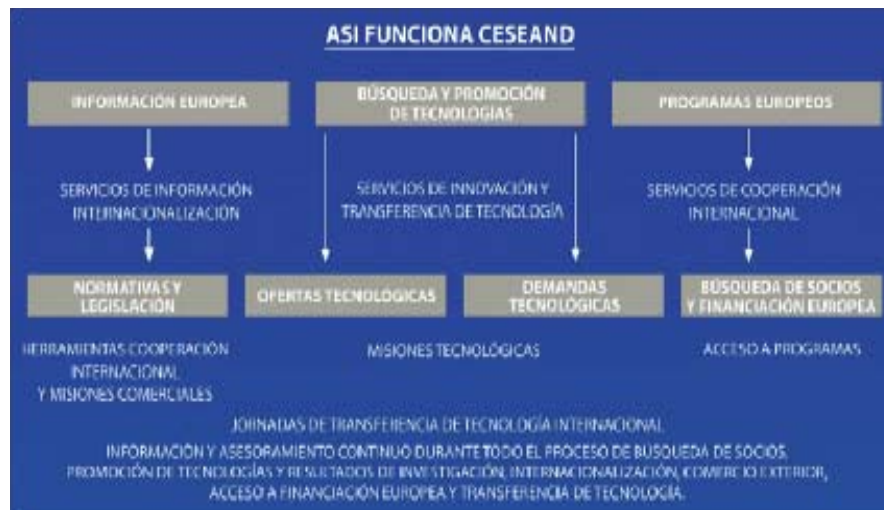 ASI FUNCIONA CESEAND
INFORMACIÓN EUROPEA
BÚSQUEDA Y PROMOCIÓN
DE TECNOLOGÍAS
PROGRAMAS EUROPEOS
SERVICIOS DE INFORMACIÓN
INTERNACIONALIZACIÓN
SERVICIOS DE INNOVACIÓN Y
TRANSFERENCIA DE TECNOLOGÍA
SERVICIOS DE COOPERACIÓN
INTERNACIONAL
NORMATIVAS Y
LEGISLACIÓN
OFERTAS TECNOLÓGICAS
DEMANDAS
TECNOLÓGICAS
BÚSQUEDA DE SOCIOS
Y FINANCIACIÓN EUROPEA
HERRAMIENTAS COOPERACIÓN
INTERNACIONAL
Y MISIONES COMERCIALES
MISIONES TECNOLÓGICAS
ACCESO A PROGRAMAS
JORNADAS DE TRANSFERENCIA DE TECNOLOGÍA INTERNACIONAL
INFORMACIÓN Y ASESORAMIENTO CONTINUO DURANTE TODO EL PROCESO DE BÚSQUEDA DE SOCIOS,
PROMOCIÓN DE TECNOLOGÍAS Y RESULTADOS DE INVESTIGACIÓN, INTERNACIONALIZACIÓN, COMERCIO EXTERIOR,
ACCESO A FINANCIACIÓN EUROPEA Y TRANSFERENCIA DE TECNOLOGÍA.